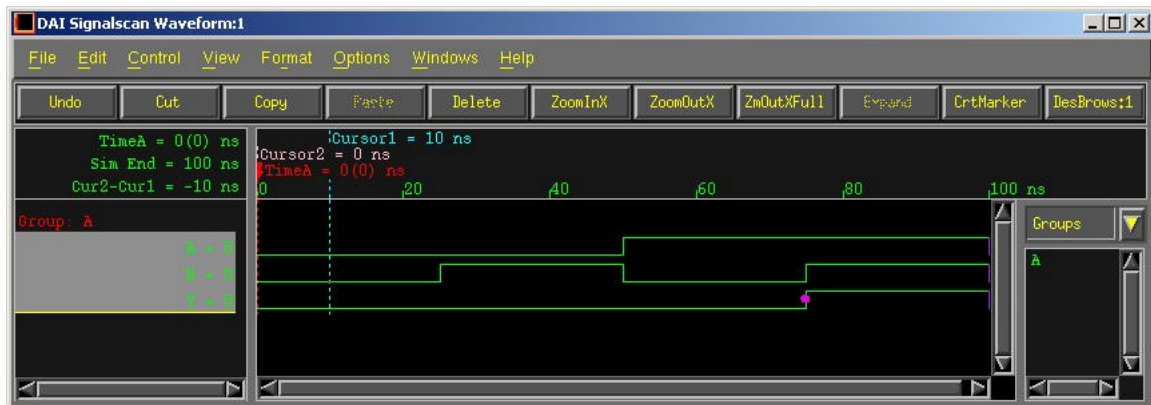 DAI Signalscan Waveform:1
File Edit Control View Format Options Windows Help
Undo Cut Copy Paste Delete ZoomInX ZoomOutX ZmOutXFull Expand CrtMarker DesBrows:1
TimeA = 0(0) ns
Sim End = 100 ns
Cur2-Cur1 = -10 ns
Cursor1 = 10 ns
Cursor2 = 0 ns
TimeA = 0(0) ns
0 20 40 60 80 100 ns
Group: A
A = 0
B = 0
Y = 0
Groups
A